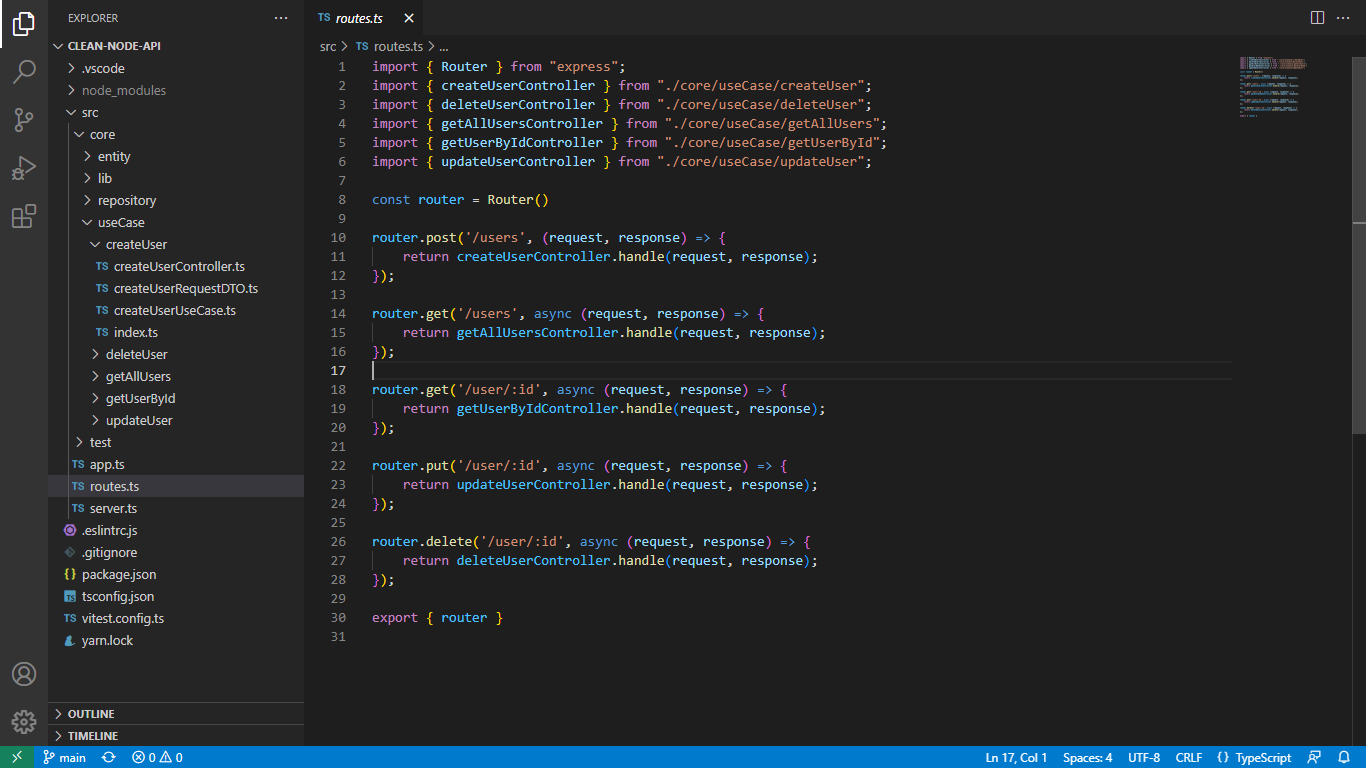 EXPLORER
CLEAN-NODE-API
.vscode
node_modules
src
core
entity
lib
repository
useCase
createUser
TS createUserController.ts
TS createUserRequestDTO.ts
TS createUserUseCase.ts
TS index.ts
deleteUser
getAllUsers
getUserById
updateUser
test
TS app.ts
TS routes.ts
TS server.ts
.eslintrc.js
.gitignore
{} package.json
TS tsconfig.json
TS vitest.config.ts
yarn.lock
OUTLINE
TIMELINE
TS routes.ts
src > TS routes.ts > ...
1 import { Router } from "express";
2 import { createUserController } from "./core/useCase/createUser";
3 import { deleteUserController } from "./core/useCase/deleteUser";
4 import { getAllUsersController } from "./core/useCase/getAllUsers";
5 import { getUserByIdController } from "./core/useCase/getUserById";
6 import { updateUserController } from "./core/useCase/updateUser";
7
8 const router = Router()
9
10 router.post('/users', (request, response) => {
11 return createUserController.handle(request, response);
12 });
13
14 router.get('/users', async (request, response) => {
15 return getAllUsersController.handle(request, response);
16 });
17
18 router.get('/user/:id', async (request, response) => {
19 return getUserByIdController.handle(request, response);
20 });
21
22 router.put('/user/:id', async (request, response) => {
23 return updateUserController.handle(request, response);
24 });
25
26 router.delete('/user/:id', async (request, response) => {
27 return deleteUserController.handle(request, response);
28 });
29
30 export { router }
31
main 0 0 Ln 17, Col 1 Spaces: 4 UTF-8 CRLF {} TypeScript